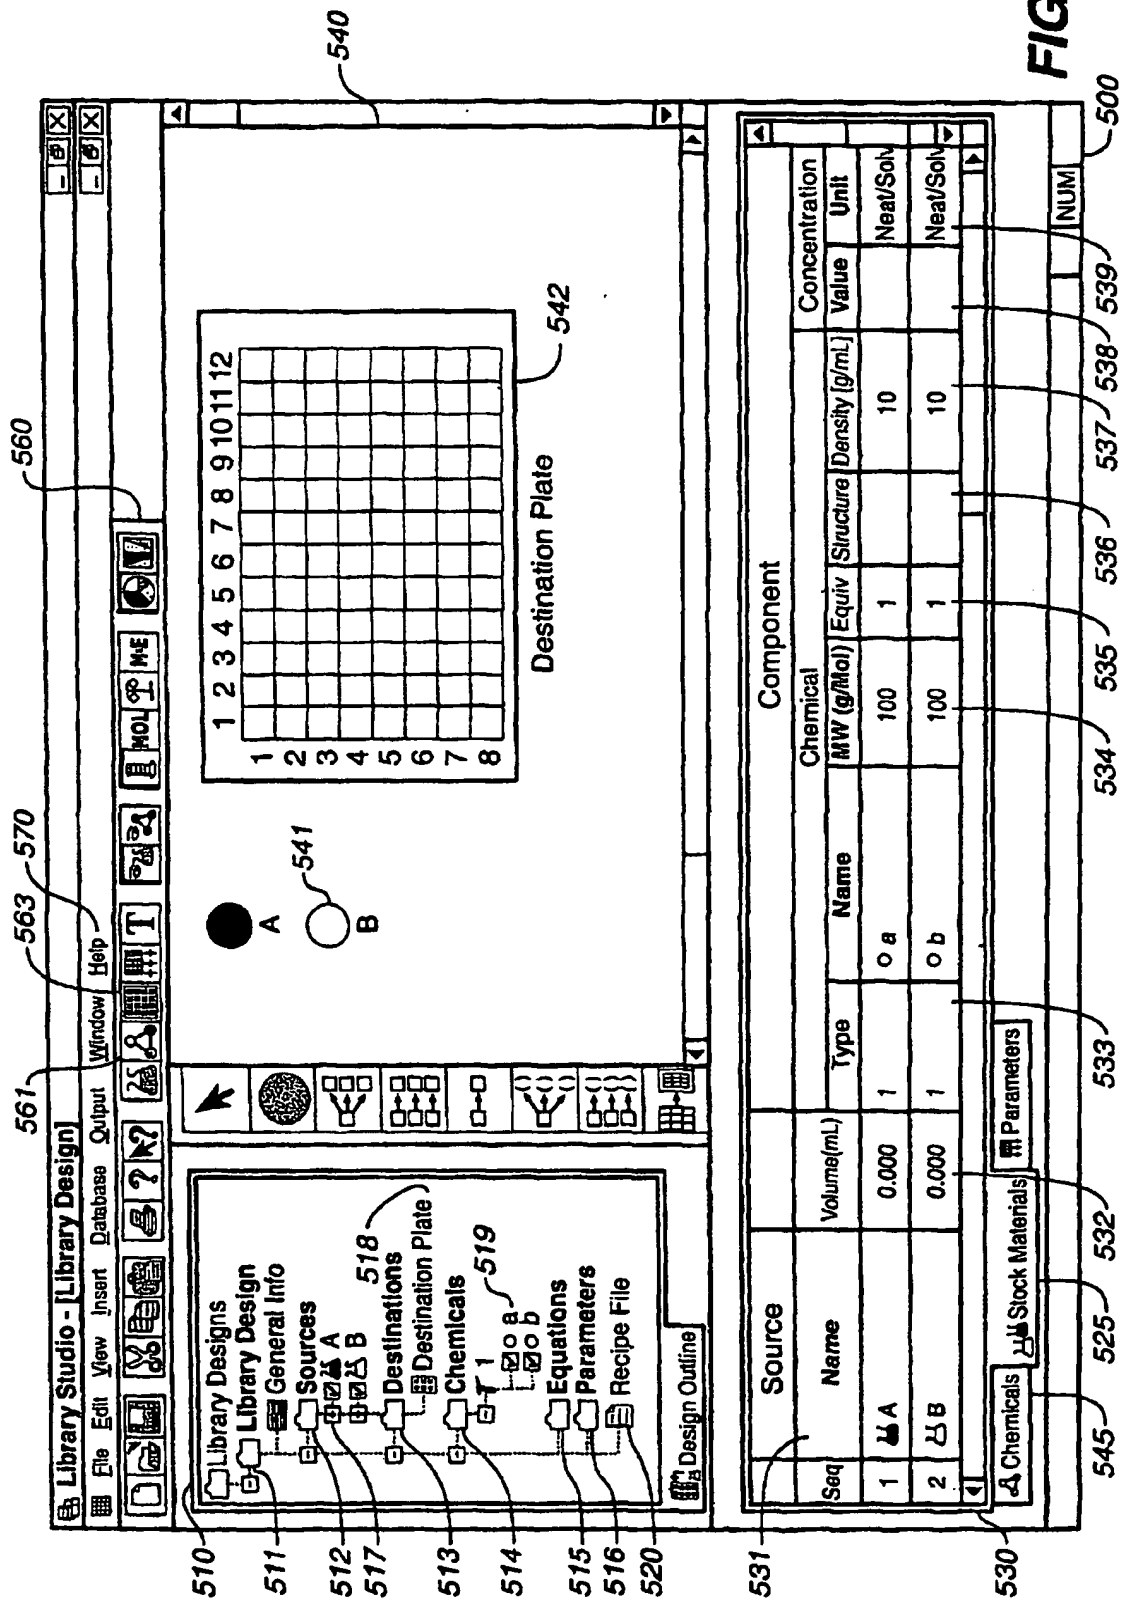 Library Studio - [Library Design]
File Edit View Insert Database Output Window Help
561
563
570
560
T
MOL
M·E
510
511
512
517
513
514
515
516
520
Library Designs
Library Design
General Info
Sources
A
B
518
Destinations
Destination Plate
Chemicals
1
519
a
b
Equations
Parameters
Recipe File
Design Outline
A
B
541
1 2 3 4 5 6 7 8 9 10 11 12
1
2
3
4
5
6
7
8
Destination Plate
542
540
531
Source Component
Chemical Concentration
Seq Name Volume(mL) Type Name MW (g/Mol) Equiv Structure Density [g/mL] Value Unit
1 A 0.000 1 a 100 1 10 Neat/Solv
2 B 0.000 1 b 100 1 10 Neat/Solv
Chemicals Stock Materials Parameters
NUM
530
545
525
532
533
534
535
536
537
538
539
500
FIG